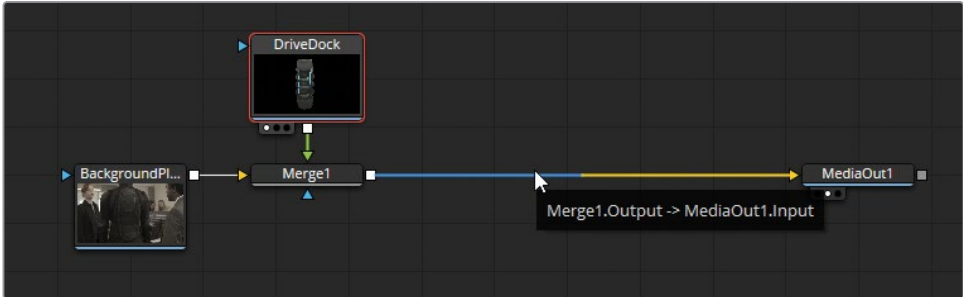 DriveDock
BackgroundPl...
Merge1
MediaOut1
Merge1.Output -> MediaOut1.Input